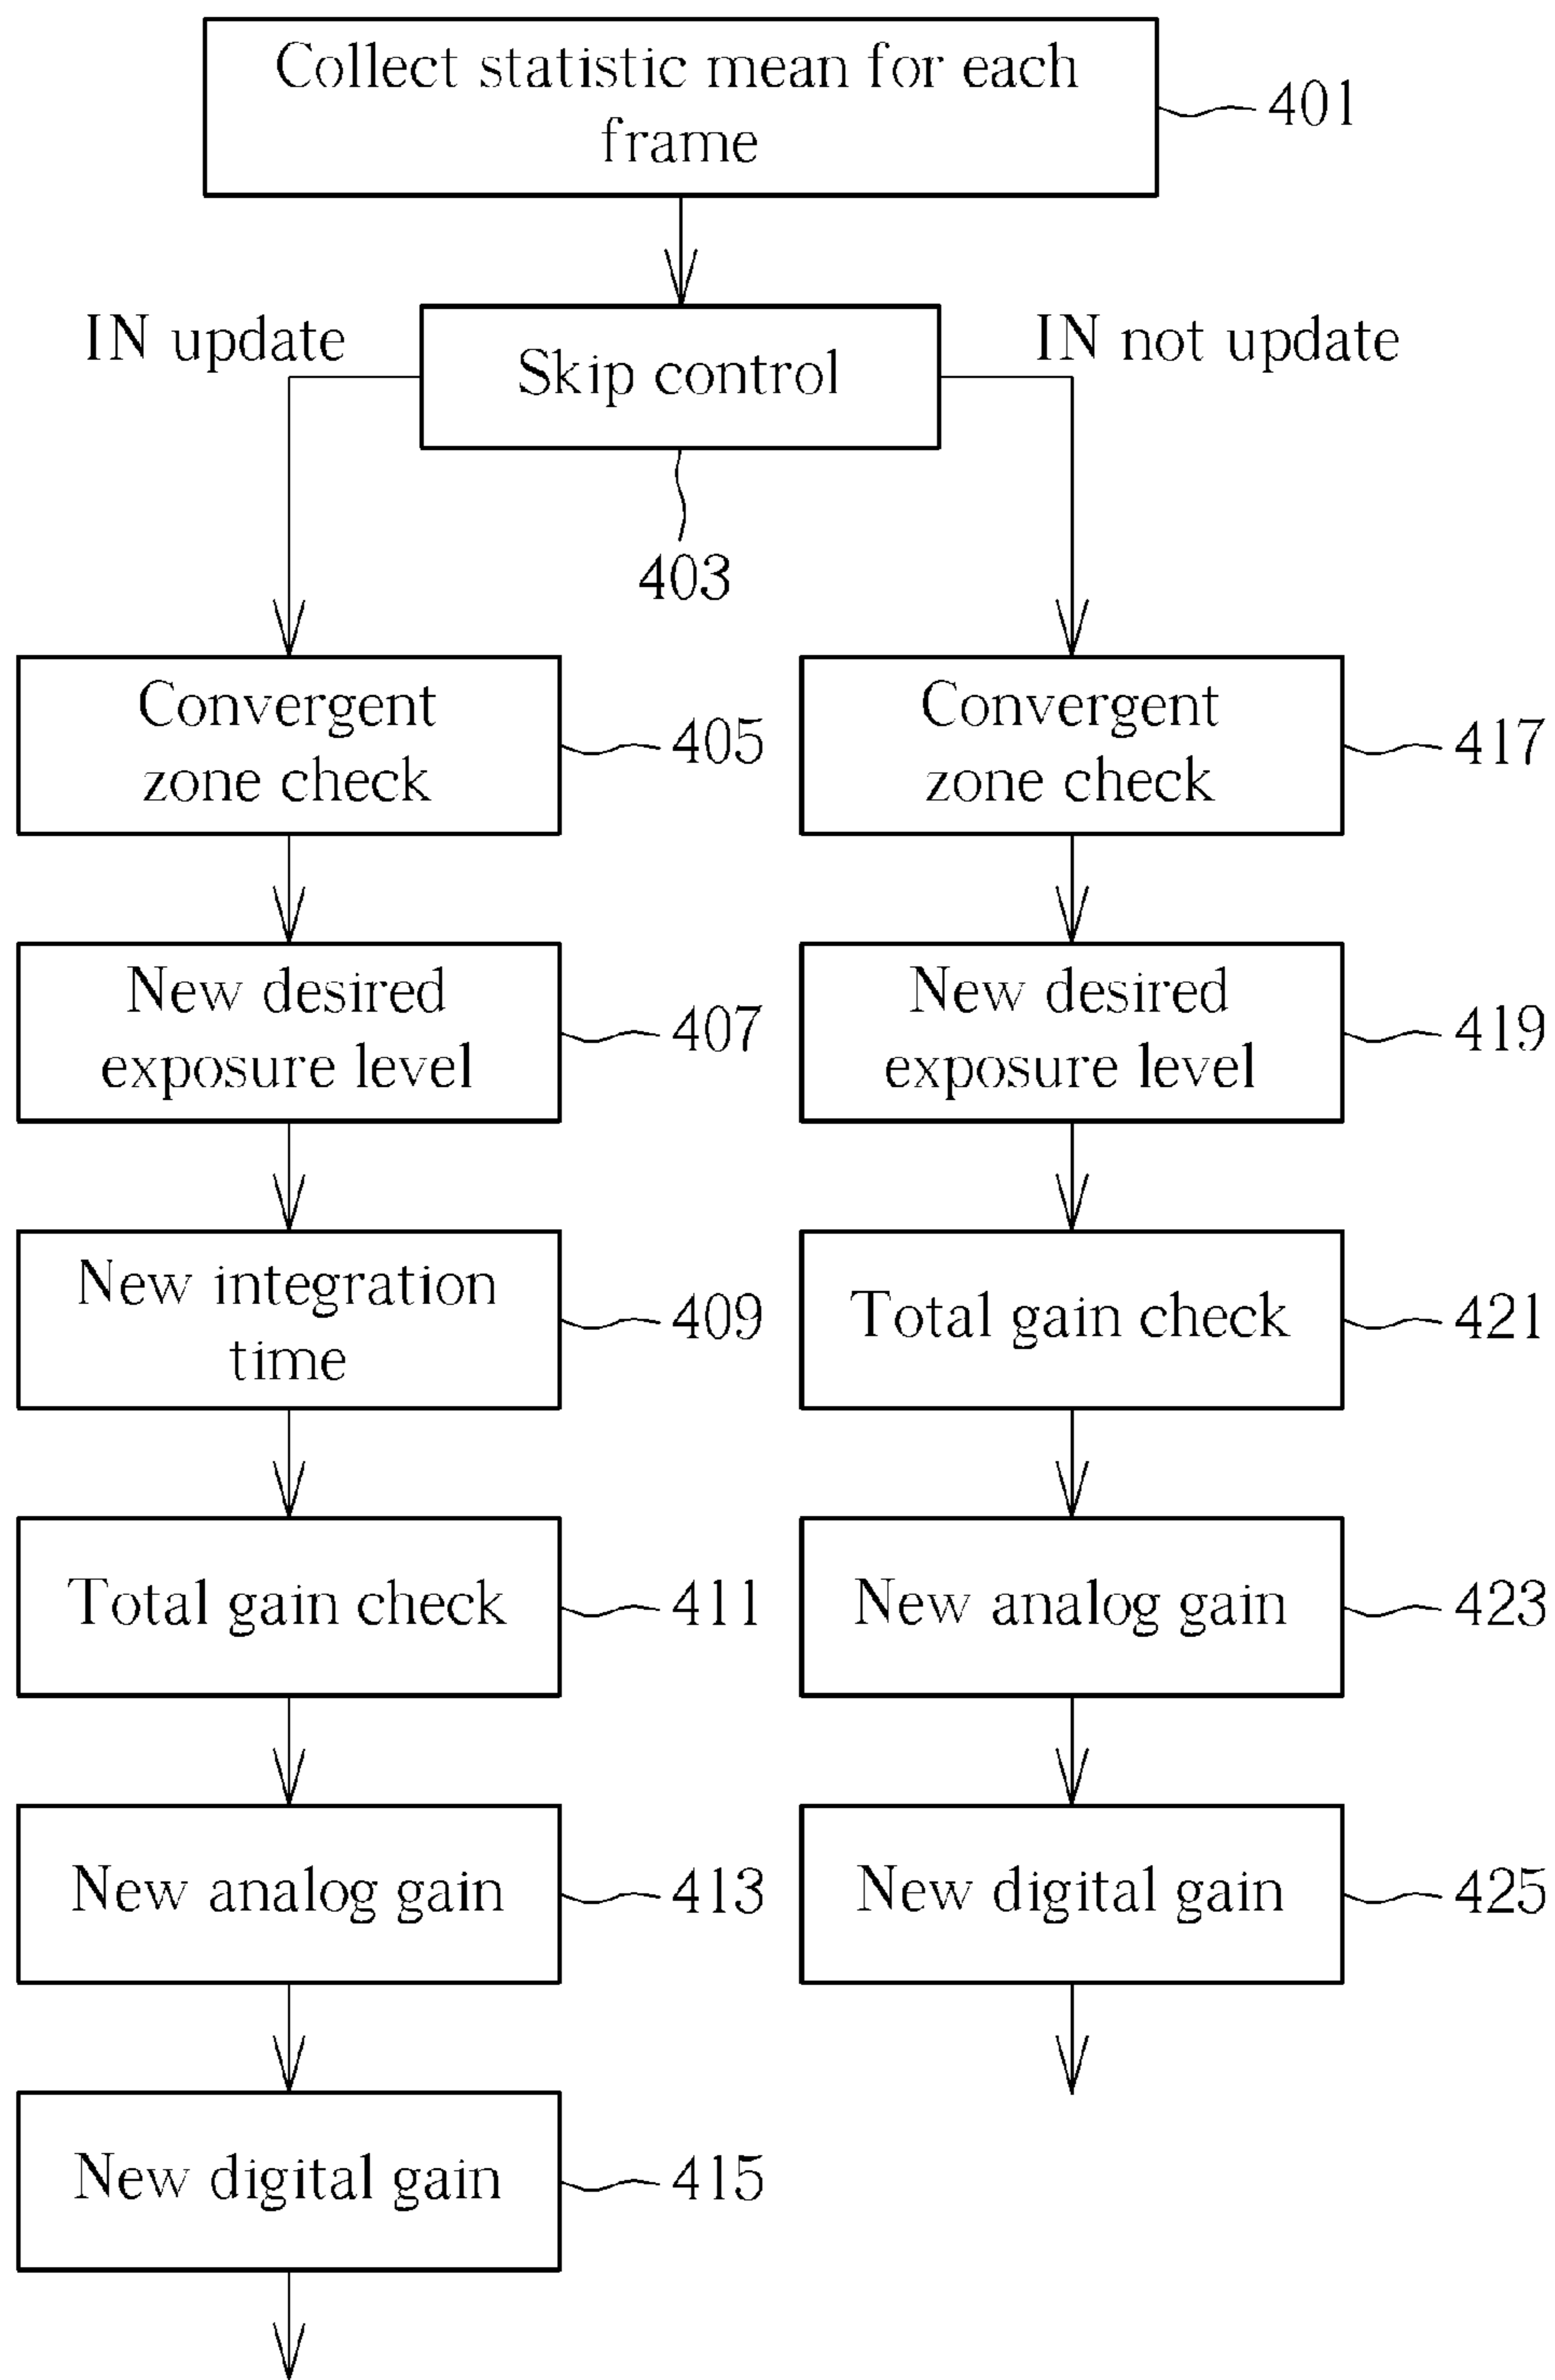 Collect statistic mean for each
frame
401
IN update
Skip control
IN not update
403
Convergent
zone check
405
New desired
exposure level
407
New integration
time
409
Total gain check
411
New analog gain
413
New digital gain
415
Convergent
zone check
417
New desired
exposure level
419
Total gain check
421
New analog gain
423
New digital gain
425